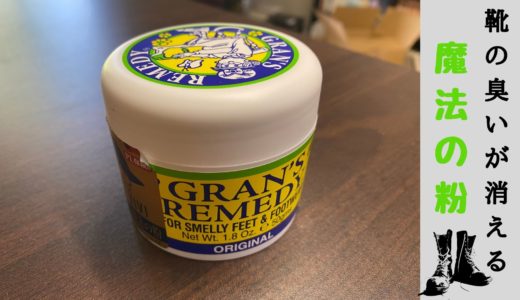 靴の臭いが消える
魔法の粉
GRAN'S
REMEDY
GRAN'S
REMEDY
FOR SMELLY FEET & FOOTWEAR
Net Wt. 1.8 Oz.
ORIGINAL